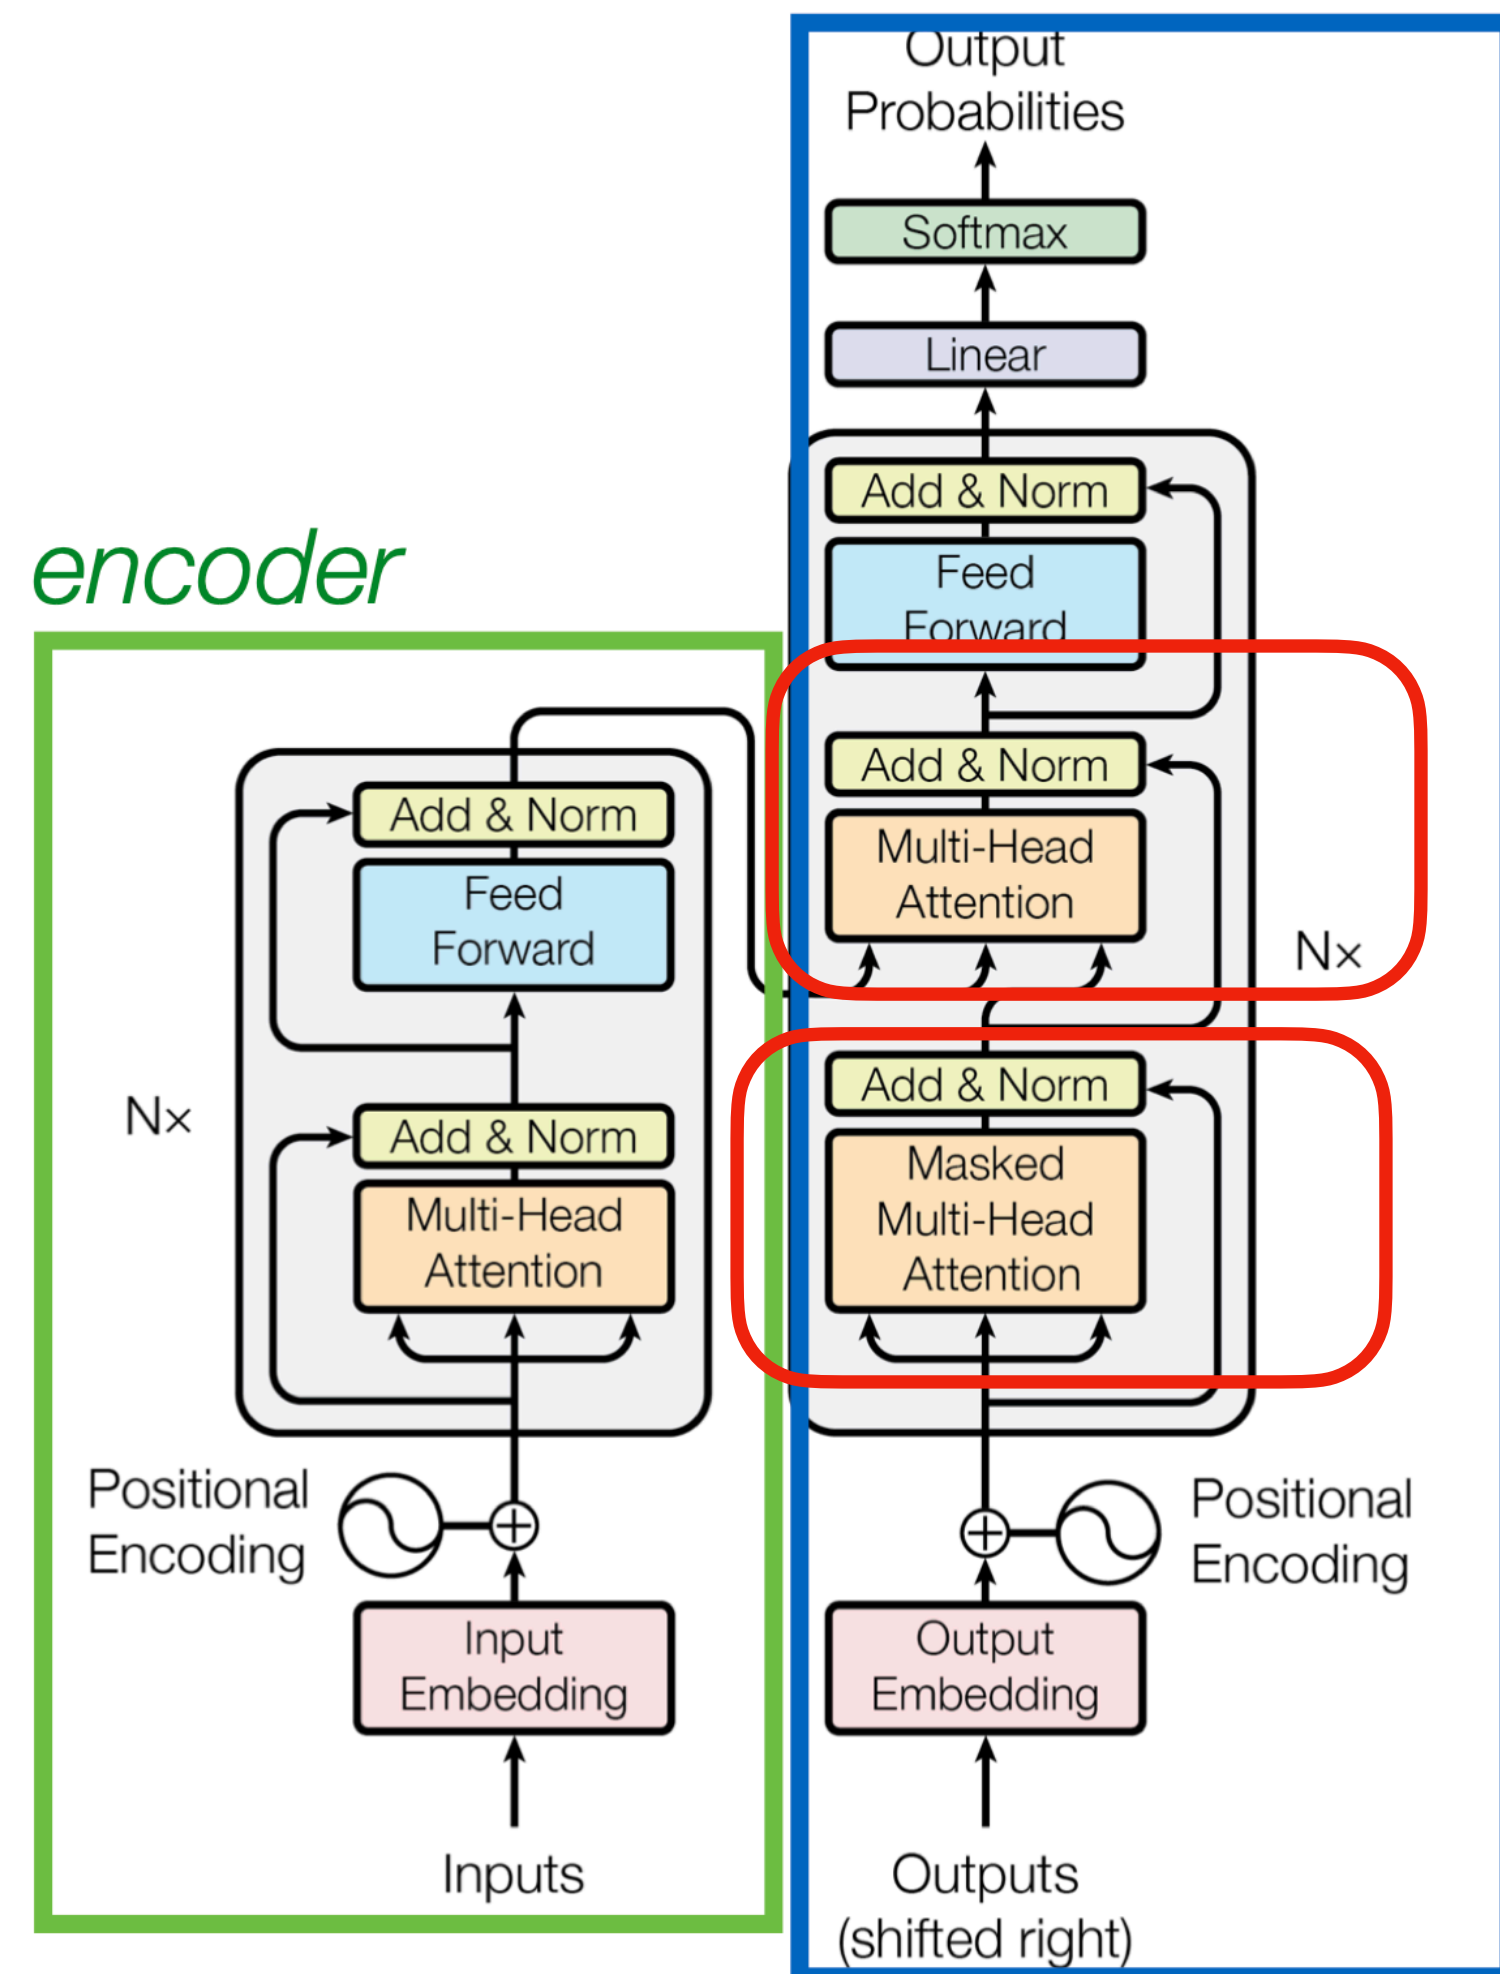 Output
Probabilities
Softmax
Linear
Add & Norm
Feed
Forward
Add & Norm
Multi-Head
Attention
N×
Add & Norm
Masked
Multi-Head
Attention
Positional
Encoding
Output
Embedding
Outputs
(shifted right)
encoder
Add & Norm
Feed
Forward
N×
Add & Norm
Multi-Head
Attention
Positional
Encoding
Input
Embedding
Inputs